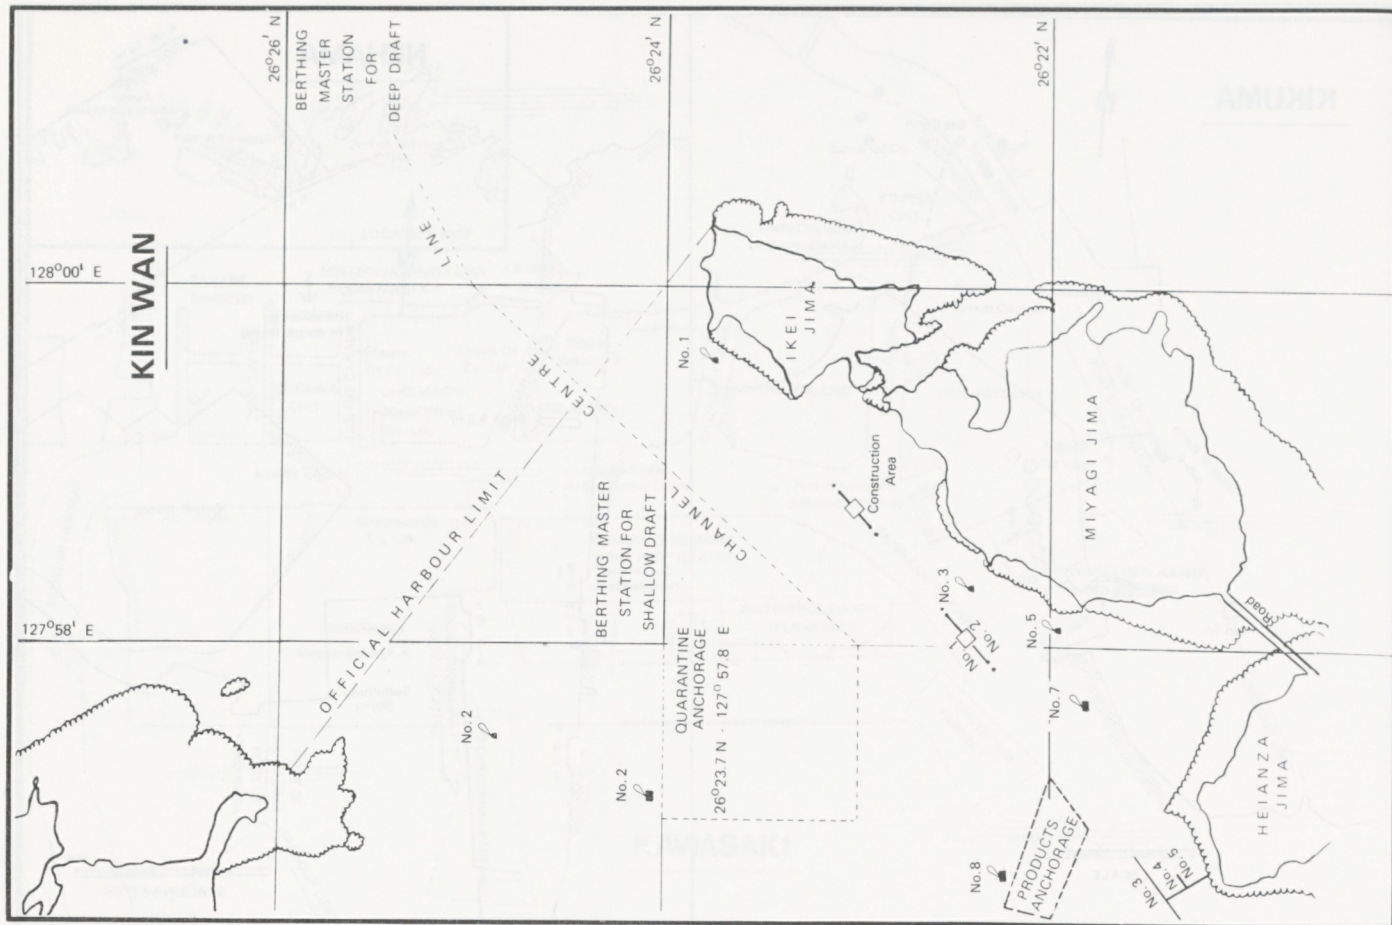 KIN WAN
128°00' E
127°58' E
26°26' N
26°24' N
26°22' N
BERTHING
MASTER
STATION
FOR
DEEP DRAFT
LINE
CENTRE
CHANNEL
OFFICIAL HARBOUR LIMIT
BERTHING MASTER
STATION FOR
SHALLOW DRAFT
QUARANTINE
ANCHORAGE
26°23.7 N · 127° 57.8 E
No. 2
No. 2
No. 1
IKEI
JIMA
Construction
Area
MIYAGI JIMA
No. 3
No. 1
No. 2
No. 5
No. 7
No.8
Road
PRODUCTS
ANCHORAGE
No. 3
No.4
No.5
HEIANZA
JIMA
KIKUMA
KAWASAKI